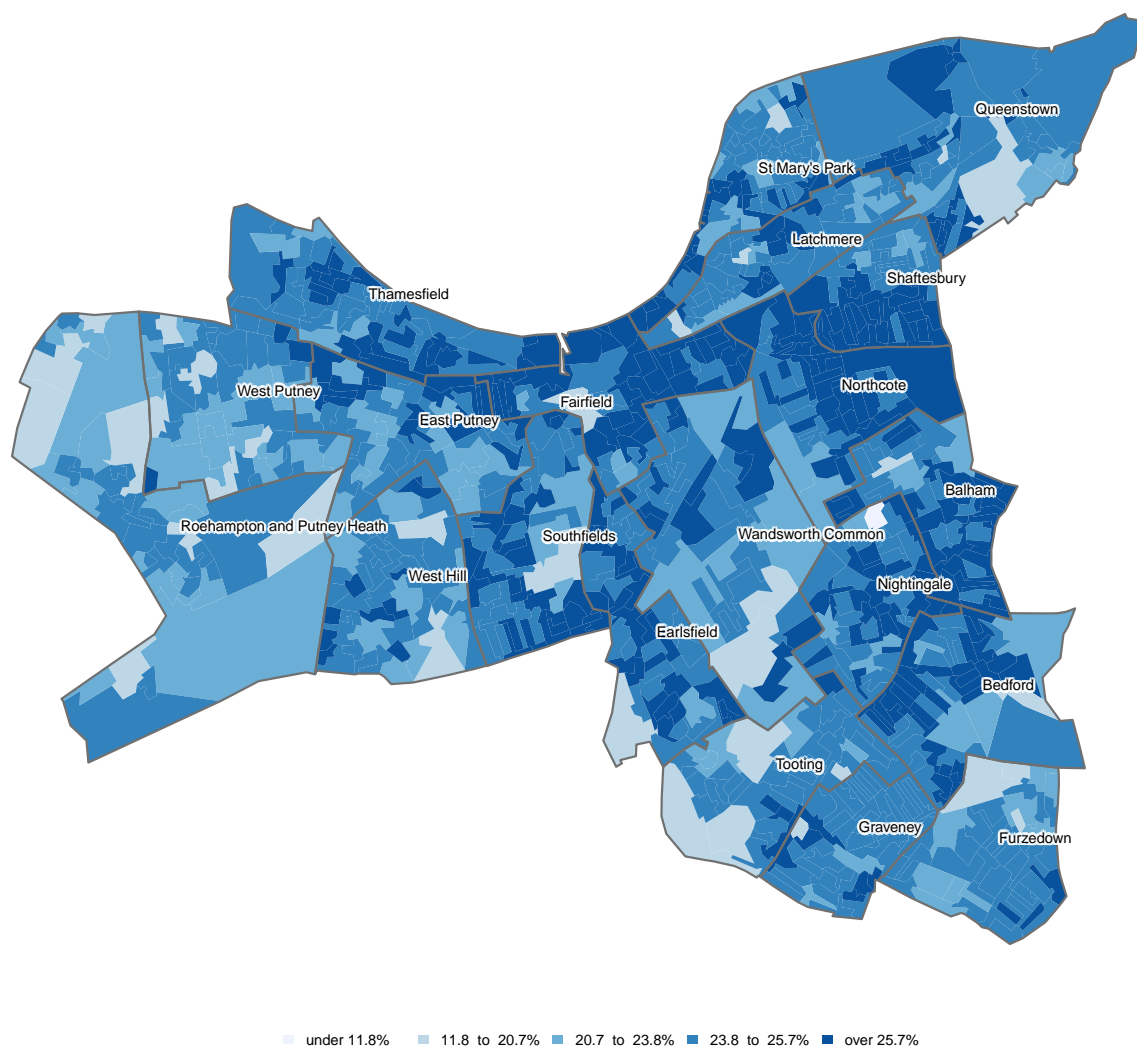 Queenstown
St Mary's Park
Latchmere
Shaftesbury
Thamesfield
Northcote
West Putney
Fairfield
East Putney
Balham
Roehampton and Putney Heath
Southfields
Wandsworth Common
West Hill
Nightingale
Earlsfield
Bedford
Tooting
Graveney
Furzedown
under 11.8%
11.8 to 20.7%
20.7 to 23.8%
23.8 to 25.7%
over 25.7%